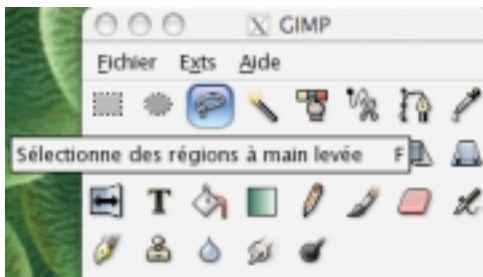 GIMP
Fichier Exts Aide
Sélectionne des régions à main levée F